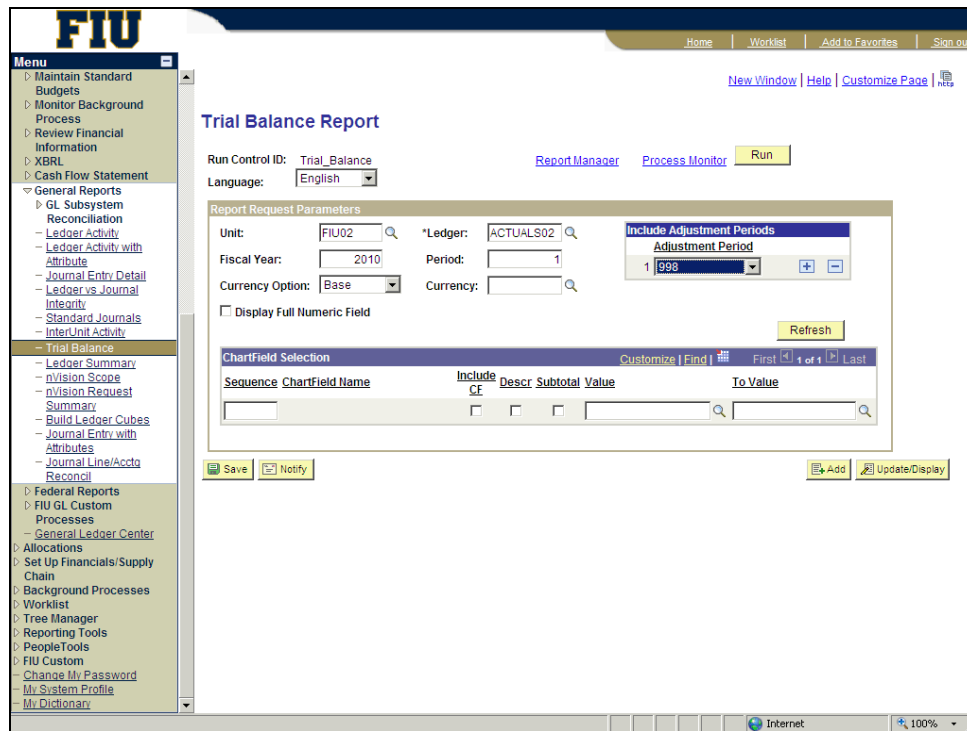 FIU
Home | Worklist | Add to Favorites | Sign ou
Menu
Maintain Standard
Budgets
Monitor Background
Process
Review Financial
Information
XBRL
Cash Flow Statement
General Reports
GL Subsystem
Reconciliation
Ledger Activity
Ledger Activity with
Attribute
Journal Entry Detail
Ledger vs Journal
Integrity
Standard Journals
InterUnit Activity
Trial Balance
Ledger Summary
nVision Scope
nVision Request
Summary
Build Ledger Cubes
Journal Entry with
Attributes
Journal Line/Acctg
Reconcil
Federal Reports
FIU GL Custom
Processes
General Ledger Center
Allocations
Set Up Financials/Supply
Chain
Background Processes
Worklist
Tree Manager
Reporting Tools
PeopleTools
FIU Custom
Change My Password
My System Profile
My Dictionary
New Window | Help | Customize Page | http
Trial Balance Report
Run Control ID: Trial_Balance Report Manager Process Monitor Run
Language: English
Report Request Parameters
Unit: FIU02 *Ledger: ACTUALS02
Fiscal Year: 2010 Period: 1
Currency Option: Base Currency:
Display Full Numeric Field
Include Adjustment Periods
Adjustment Period
1 998
Refresh
ChartField Selection Customize | Find | First 1 of 1 Last
Sequence ChartField Name Include CF Descr Subtotal Value To Value
Save Notify Add Update/Display
Internet 100%